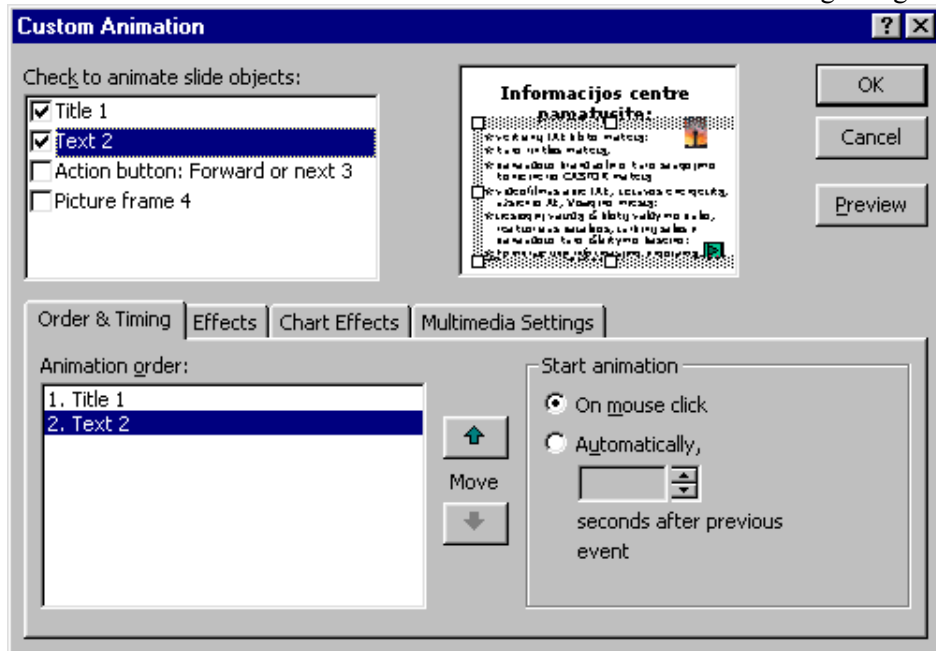 Custom Animation
Check to animate slide objects:
Title 1
Text 2
Action button: Forward or next 3
Picture frame 4
Informacijos centre
pamatysite:
OK
Cancel
Preview
Order & Timing
Effects
Chart Effects
Multimedia Settings
Animation order:
1. Title 1
2. Text 2
Move
Start animation
On mouse click
Automatically,
seconds after previous
event